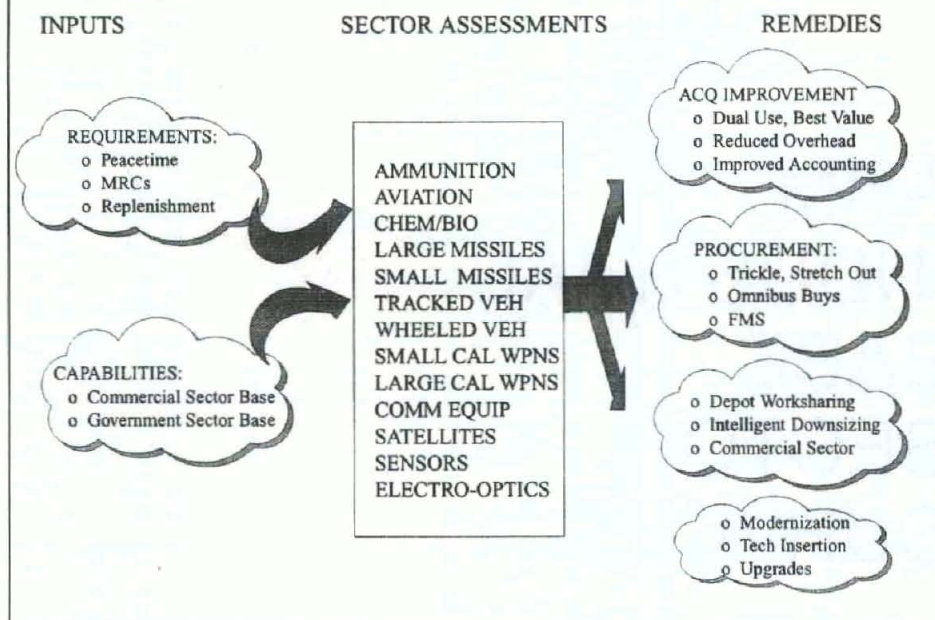 INPUTS
SECTOR ASSESSMENTS
REMEDIES
REQUIREMENTS:
o Peacetime
o MRCs
o Replenishment
CAPABILITIES:
o Commercial Sector Base
o Government Sector Base
AMMUNITION
AVIATION
CHEM/BIO
LARGE MISSILES
SMALL MISSILES
TRACKED VEH
WHEELED VEH
SMALL CAL WPNS
LARGE CAL WPNS
COMM EQUIP
SATELLITES
SENSORS
ELECTRO-OPTICS
ACQ IMPROVEMENT
o Dual Use, Best Value
o Reduced Overhead
o Improved Accounting
PROCUREMENT:
o Trickle, Stretch Out
o Omnibus Buys
o FMS
o Depot Worksharing
o Intelligent Downsizing
o Commercial Sector
o Modernization
o Tech Insertion
o Upgrades